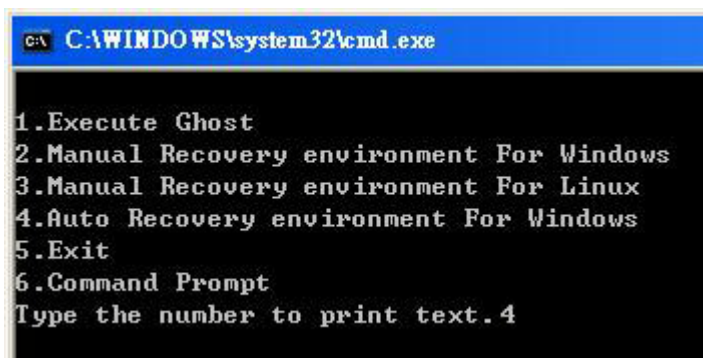 C:\WINDOWS\system32\cmd.exe
1.Execute Ghost
2.Manual Recovery environment For Windows
3.Manual Recovery environment For Linux
4.Auto Recovery environment For Windows
5.Exit
6.Command Prompt
Type the number to print text.4